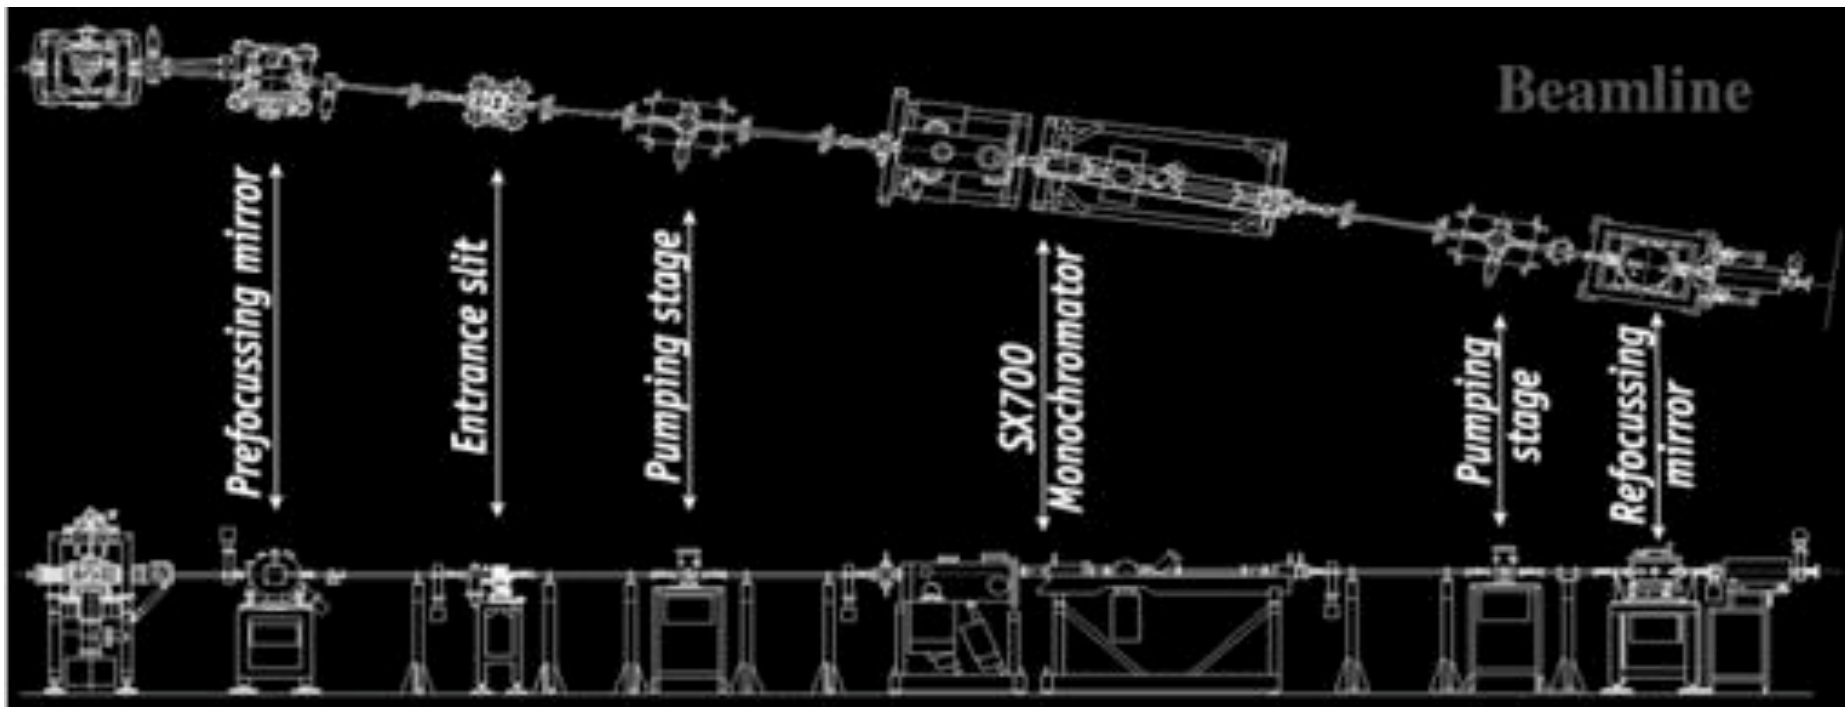 Beamline
Prefocussing mirror
Entrance slit
Pumping stage
SX700
Monochromator
Pumping
stage
Refocussing
mirror